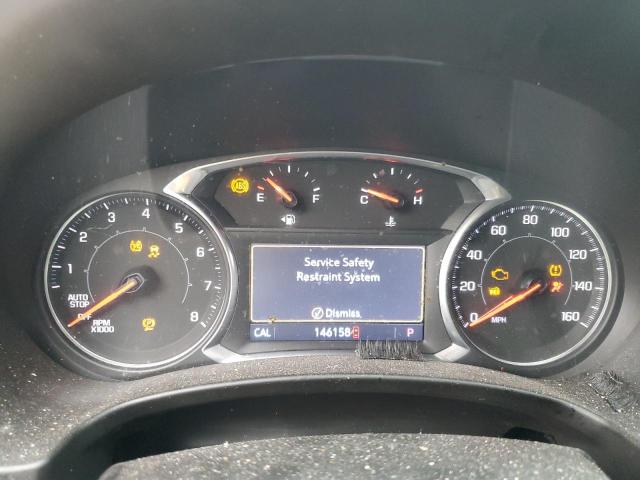 ABS
E F
C H
Service Safety
Restraint System
Dismiss
CAL 146158 P
1 2 3 4 5 6 7 8
AUTO
STOP
OFF
RPM
X1000
0 20 40 60 80 100 120 140 160
MPH